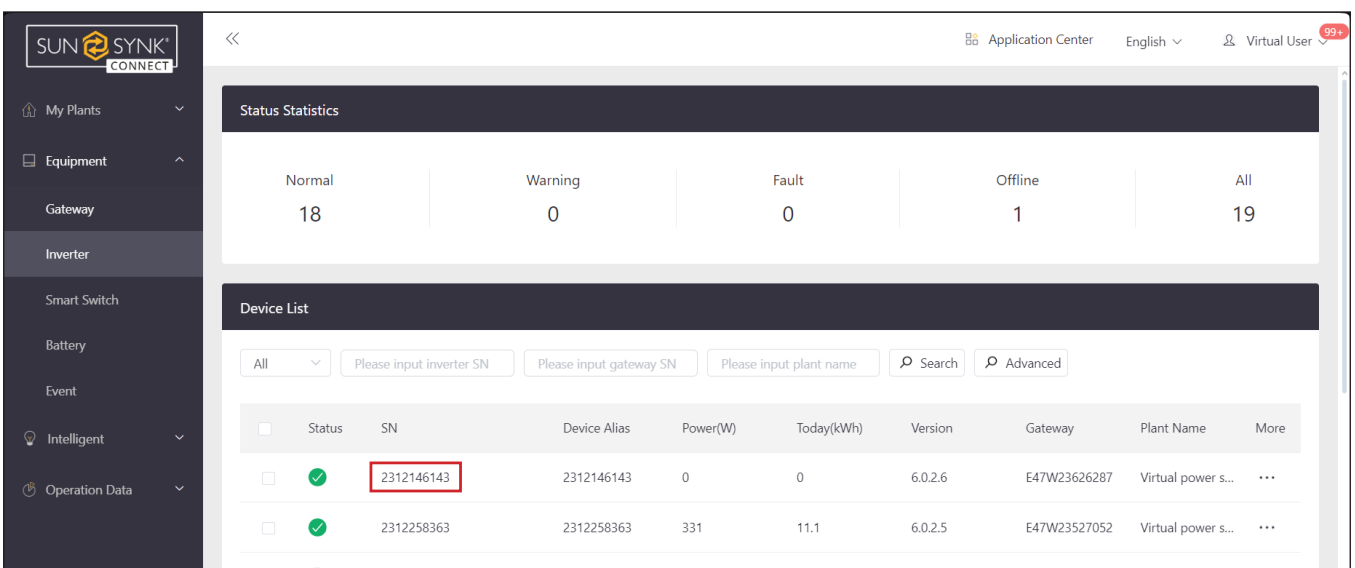 SUN SYNK®
CONNECT
Application Center English Virtual User 99+
My Plants
Equipment
Gateway
Inverter
Smart Switch
Battery
Event
Intelligent
Operation Data
Status Statistics
Normal Warning Fault Offline All
18 0 0 1 19
Device List
All Please input inverter SN Please input gateway SN Please input plant name Search Advanced
Status SN Device Alias Power(W) Today(kWh) Version Gateway Plant Name More
2312146143 2312146143 0 0 6.0.2.6 E47W23626287 Virtual power s... ...
2312258363 2312258363 331 11.1 6.0.2.5 E47W23527052 Virtual power s... ...